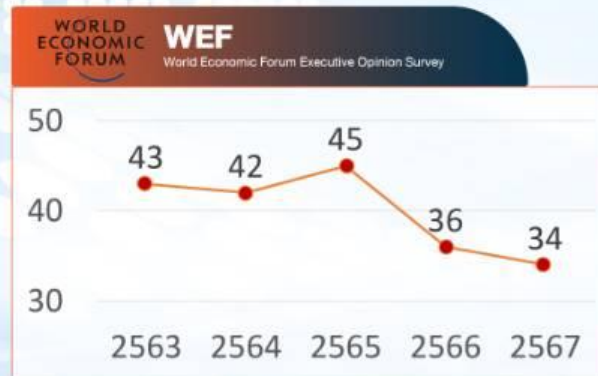 WORLD
ECONOMIC
FORUM
WEF
World Economic Forum Executive Opinion Survey
50
40
30
43
42
45
36
34
2563 2564 2565 2566 2567